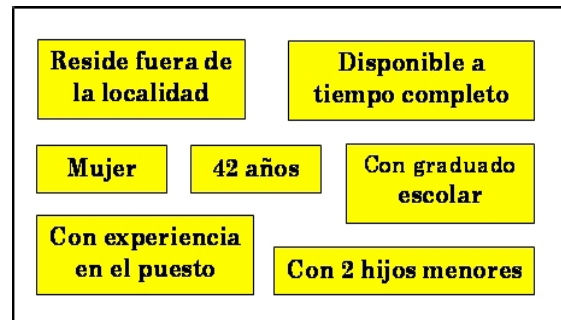 Reside fuera de
la localidad
Disponible a
tiempo completo
Mujer
42 años
Con graduado
escolar
Con experiencia
en el puesto
Con 2 hijos menores